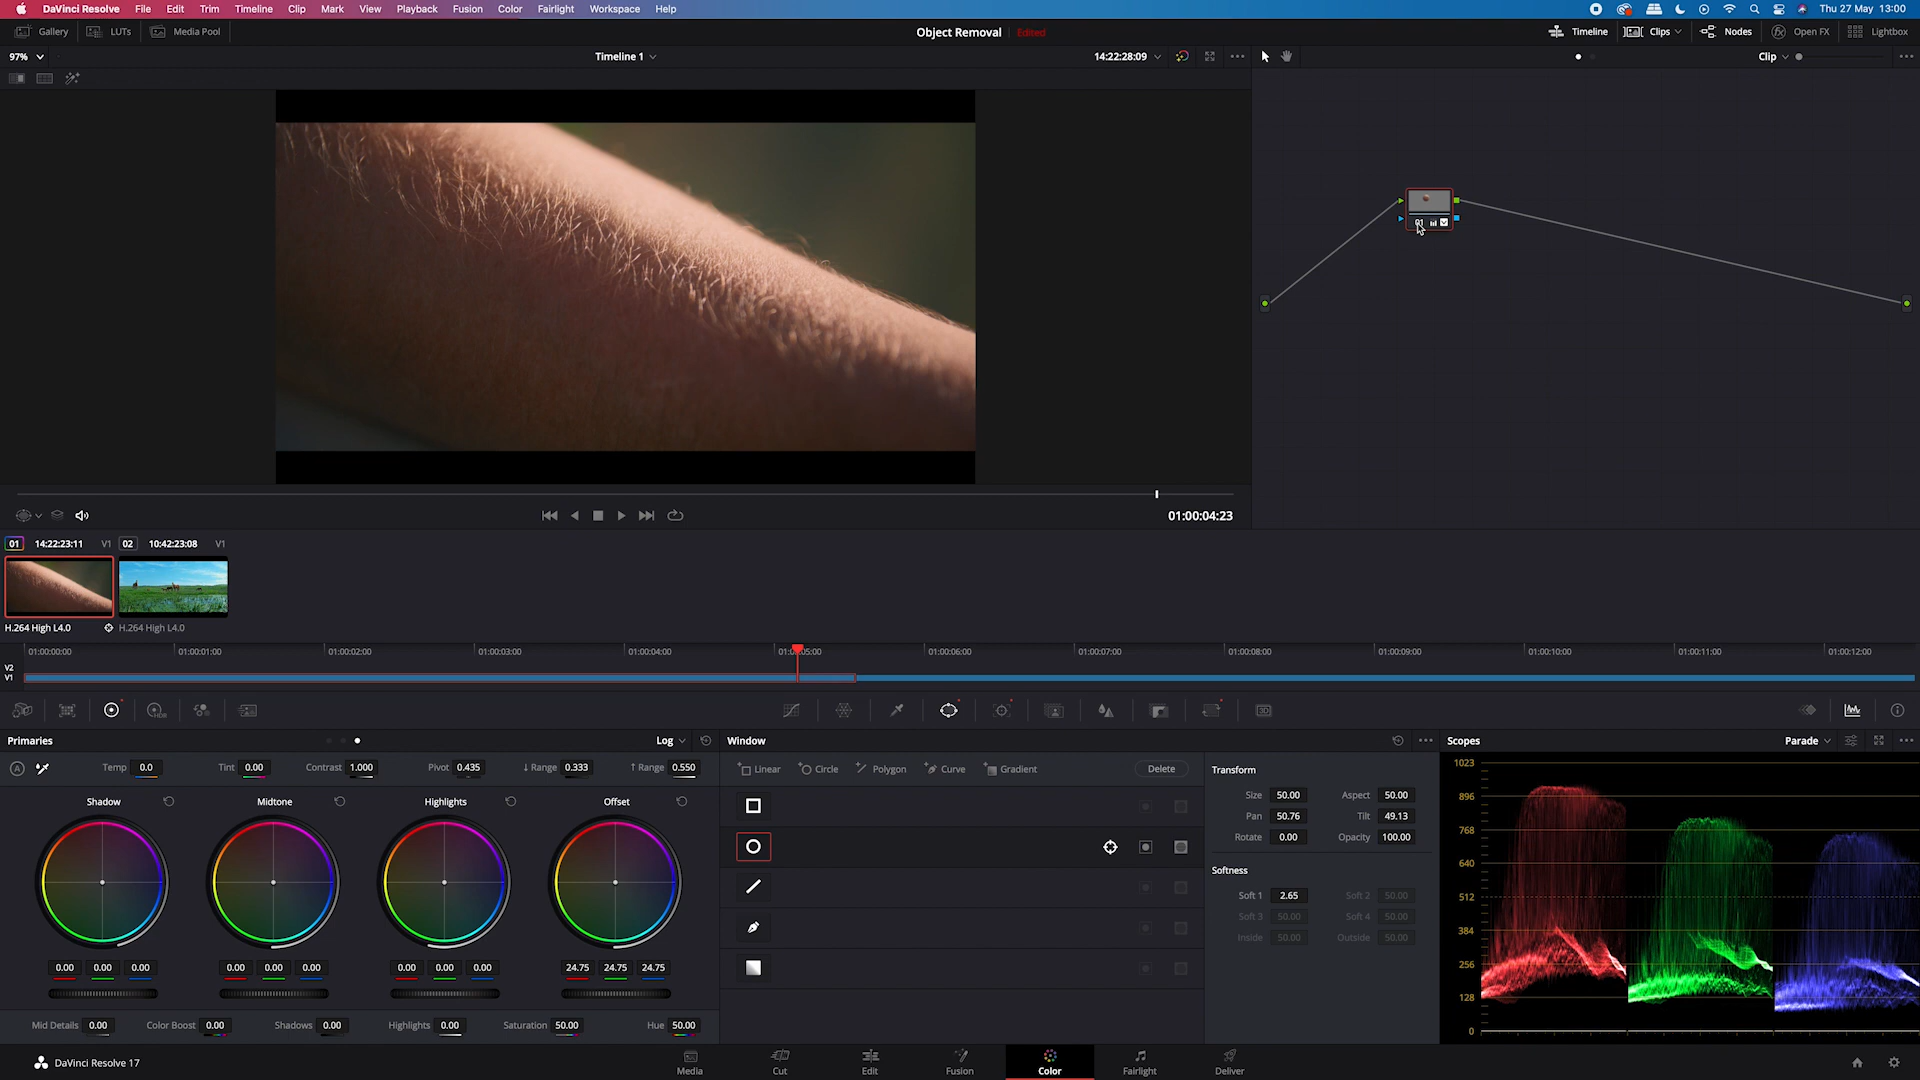 DaVinci Resolve File Edit Trim Timeline Clip Mark View Playback Fusion Color Fairlight Workspace Help Thu 27 May 13:00
Gallery LUTs Media Pool Object Removal Edited Timeline Clips Nodes Open FX Lightbox
97% Timeline 1 14:22:28:09 Clip
01
01:00:04:23
01 14:22:23:11 V1 02 10:42:23:08 V1
H.264 High L4.0 H.264 High L4.0
01:00:00:00 01:00:01:00 01:00:02:00 01:00:03:00 01:00:04:00 01:00:06:00 01:00:07:00 01:00:08:00 01:00:09:00 01:00:10:00 01:00:11:00 01:00:12:00
V2
V1
HDR 3D
Primaries Log Window Scopes Parade
A Temp 0.0 Tint 0.00 Contrast 1.000 Pivot 0.435 ↓ Range 0.333 ↑ Range 0.550 Linear Circle Polygon Curve Gradient Delete Transform
Shadow Midtone Highlights Offset
Size 50.00 Aspect 50.00
Pan 50.76 Tilt 49.13
Rotate 0.00 Opacity 100.00
Softness
Soft 1 2.65 Soft 2 50.00
Soft 3 50.00 Soft 4 50.00
Inside 50.00 Outside 50.00
1023
896
768
640
512
384
256
128
0
0.00 0.00 0.00 0.00 0.00 0.00 0.00 0.00 0.00 24.75 24.75 24.75
Mid Details 0.00 Color Boost 0.00 Shadows 0.00 Highlights 0.00 Saturation 50.00 Hue 50.00
DaVinci Resolve 17 Media Cut Edit Fusion Color Fairlight Deliver